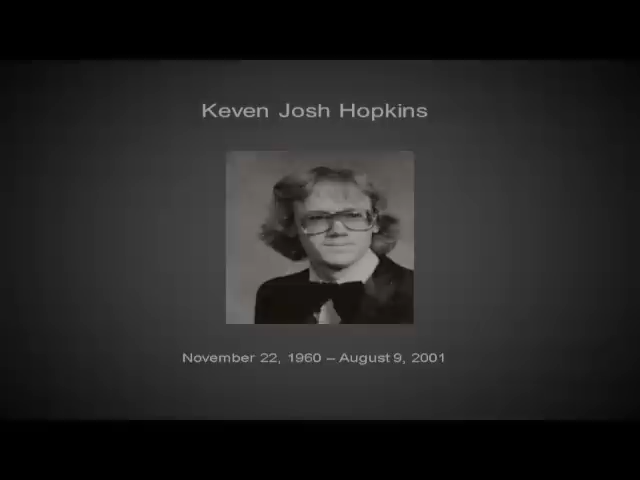 Keven Josh Hopkins
November 22, 1960 – August 9, 2001